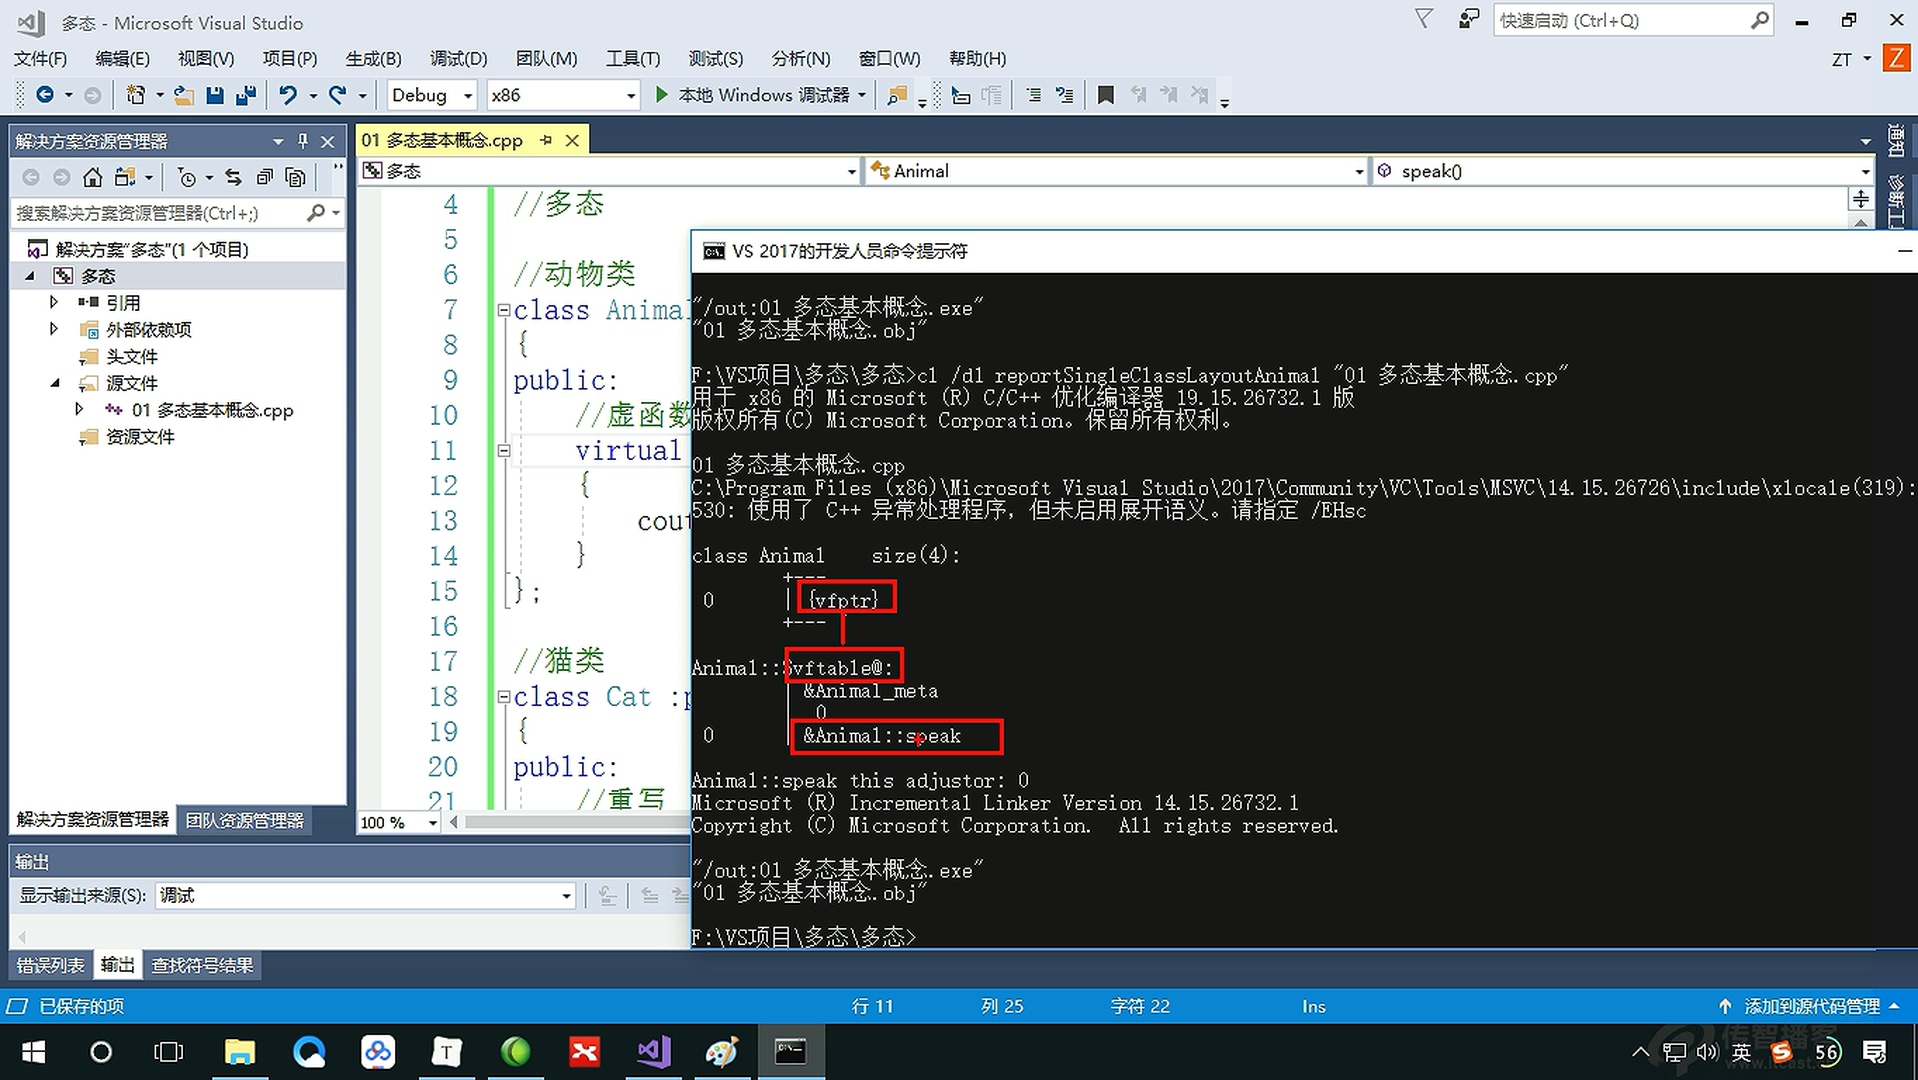 多态 - Microsoft Visual Studio
快速启动 (Ctrl+Q)
文件(F) 编辑(E) 视图(V) 项目(P) 生成(B) 调试(D) 团队(M) 工具(T) 测试(S) 分析(N) 窗口(W) 帮助(H)
ZT
Z
Debug x86 本地 Windows 调试器
解决方案资源管理器
01 多态基本概念.cpp
通知
多态 Animal speak()
诊断工
搜索解决方案资源管理器(Ctrl+;)
解决方案"多态"(1 个项目)
多态
引用
外部依赖项
头文件
源文件
01 多态基本概念.cpp
资源文件
4 //多态
5
6 //动物类
7 class Animal
8 {
9 public:
10 //虚函数
11 virtual
12 {
13 cout
14 }
15 };
16
17 //猫类
18 class Cat :p
19 {
20 public:
21 //重写
100 %
VS 2017的开发人员命令提示符
"/out:01 多态基本概念.exe"
"01 多态基本概念.obj"
F:\VS项目\多态\多态>cl /d1 reportSingleClassLayoutAnimal "01 多态基本概念.cpp"
用于 x86 的 Microsoft (R) C/C++ 优化编译器 19.15.26732.1 版
版权所有(C) Microsoft Corporation。保留所有权利。
01 多态基本概念.cpp
C:\Program Files (x86)\Microsoft Visual Studio\2017\Community\VC\Tools\MSVC\14.15.26726\include\xlocale(319):
530: 使用了 C++ 异常处理程序，但未启用展开语义。请指定 /EHsc
class Animal size(4):
+---
0 | {vfptr}
+---
Animal::$vftable@:
| &Animal_meta
| 0
0 | &Animal::speak
Animal::speak this adjustor: 0
Microsoft (R) Incremental Linker Version 14.15.26732.1
Copyright (C) Microsoft Corporation. All rights reserved.
"/out:01 多态基本概念.exe"
"01 多态基本概念.obj"
F:\VS项目\多态\多态>
解决方案资源管理器 团队资源管理器
输出
显示输出来源(S): 调试
错误列表 输出 查找符号结果
已保存的项 行 11 列 25 字符 22 Ins 添加到源代码管理
T
英
S
56
传智播客
www.itcast.cn